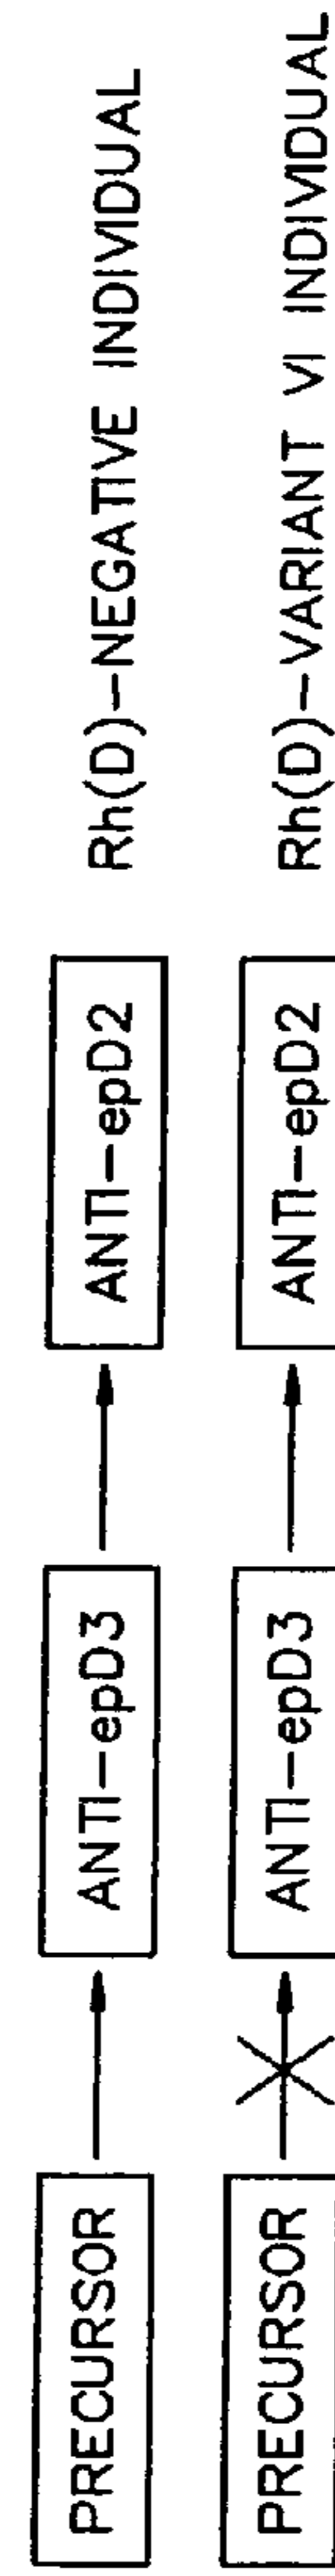 PRECURSOR ANTI-epD3 ANTI-epD2 Rh(D)-NEGATIVE INDIVIDUAL
PRECURSOR ANTI-epD3 ANTI-epD2 Rh(D)-VARIANT VI INDIVIDUAL